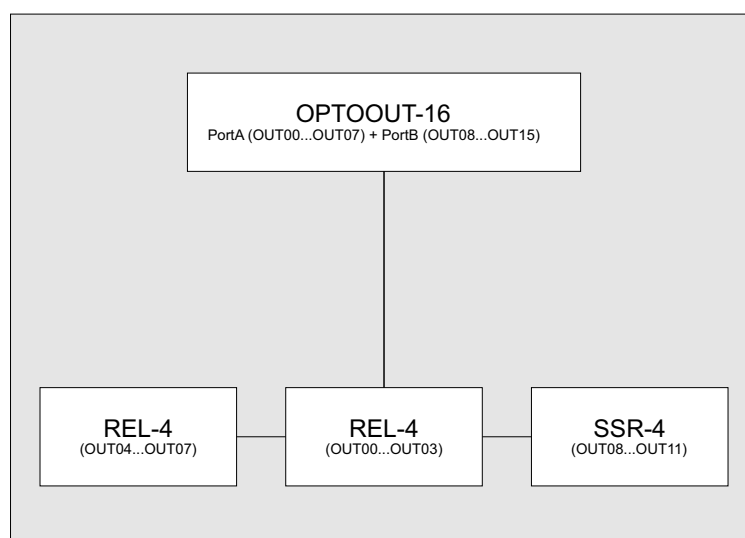 OPTOOUT-16
PortA (OUT00...OUT07) + PortB (OUT08...OUT15)
REL-4
(OUT04...OUT07)
REL-4
(OUT00...OUT03)
SSR-4
(OUT08...OUT11)